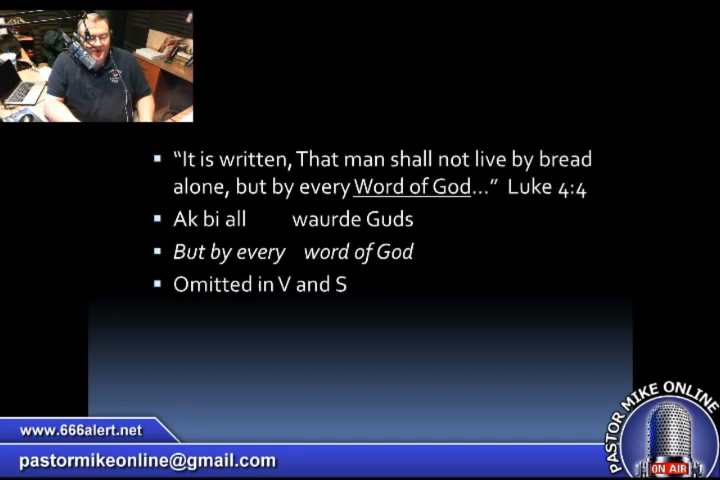 "It is written, That man shall not live by bread
alone, but by every Word of God..." Luke 4:4
Ak bi all waurde Guds
But by every word of God
Omitted in V and S
www.666alert.net
pastormikeonline@gmail.com
PASTOR MIKE ONLINE
ON AIR